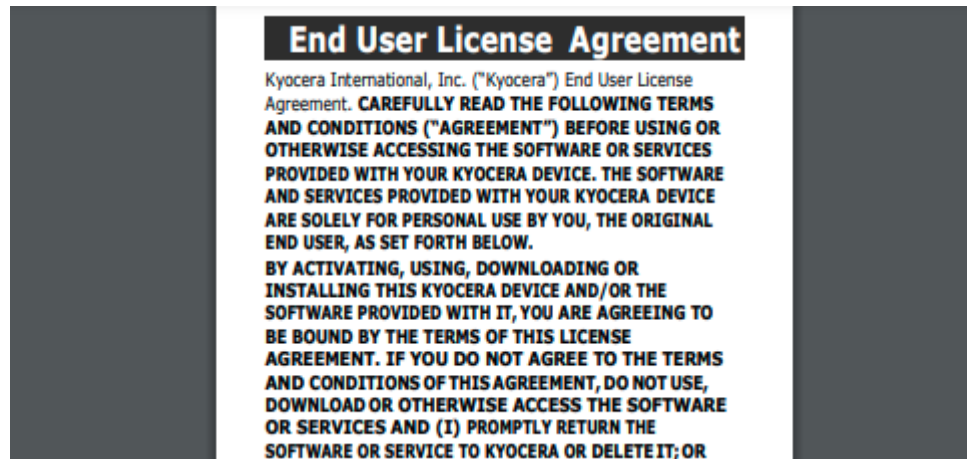 End User License Agreement
Kyocera International, Inc. (“Kyocera”) End User License
Agreement. CAREFULLY READ THE FOLLOWING TERMS
AND CONDITIONS (“AGREEMENT”) BEFORE USING OR
OTHERWISE ACCESSING THE SOFTWARE OR SERVICES
PROVIDED WITH YOUR KYOCERA DEVICE. THE SOFTWARE
AND SERVICES PROVIDED WITH YOUR KYOCERA DEVICE
ARE SOLELY FOR PERSONAL USE BY YOU, THE ORIGINAL
END USER, AS SET FORTH BELOW.
BY ACTIVATING, USING, DOWNLOADING OR
INSTALLING THIS KYOCERA DEVICE AND/OR THE
SOFTWARE PROVIDED WITH IT, YOU ARE AGREEING TO
BE BOUND BY THE TERMS OF THIS LICENSE
AGREEMENT. IF YOU DO NOT AGREE TO THE TERMS
AND CONDITIONS OF THIS AGREEMENT, DO NOT USE,
DOWNLOAD OR OTHERWISE ACCESS THE SOFTWARE
OR SERVICES AND (I) PROMPTLY RETURN THE
SOFTWARE OR SERVICE TO KYOCERA OR DELETE IT; OR